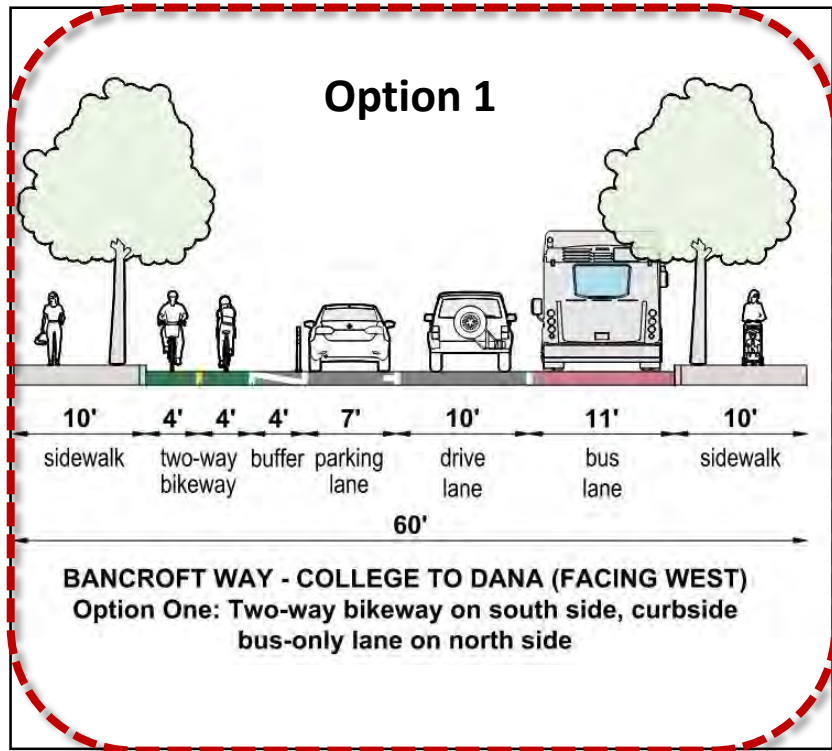 Option 1
10' 4' 4' 4' 7' 10' 11' 10'
sidewalk two-way buffer parking drive bus sidewalk
bikeway lane lane lane
60'
BANCROFT WAY - COLLEGE TO DANA (FACING WEST)
Option One: Two-way bikeway on south side, curbside
bus-only lane on north side